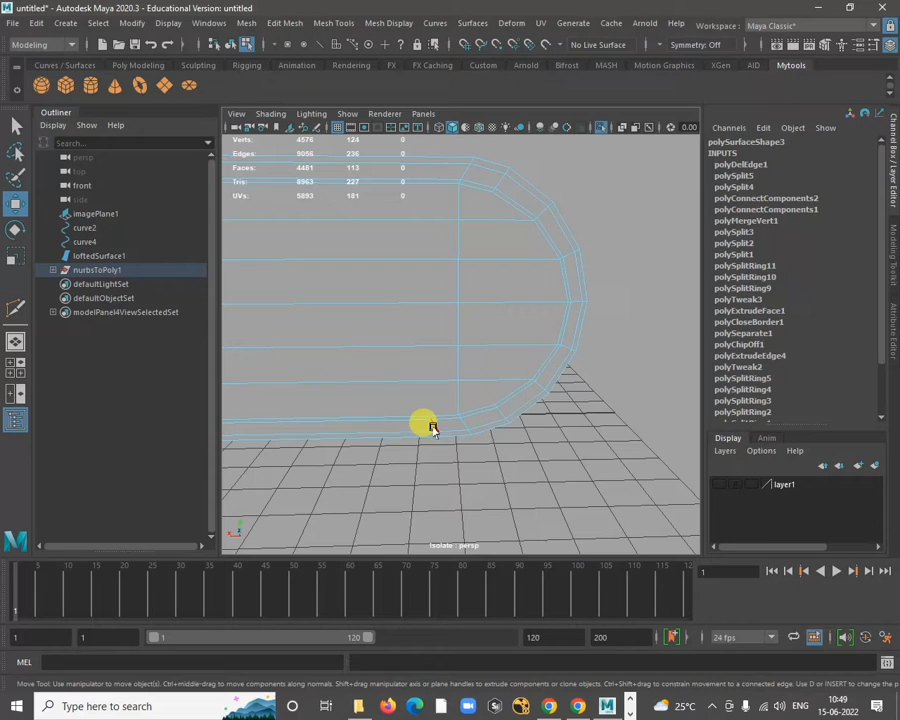 untitled* - Autodesk Maya 2020.3: Educational Version: untitled
File Edit Create Select Modify Display Windows Mesh Edit Mesh Mesh Tools Mesh Display Curves Surfaces Deform UV Generate Cache Arnold Help Workspace : Maya Classic*
Modeling No Live Surface Symmetry: Off
Curves / Surfaces Poly Modeling Sculpting Rigging Animation Rendering FX FX Caching Custom Arnold Bifrost MASH Motion Graphics XGen AID Mytools
Outliner
Display Show Help
Search...
persp
top
front
side
imagePlane1
curve2
curve4
loftedSurface1
nurbsToPoly1
defaultLightSet
defaultObjectSet
modelPanel4ViewSelectedSet
View Shading Lighting Show Renderer Panels
0.00
Verts: 4576 124 0
Edges: 9056 236 0
Faces: 4481 113 0
Tris: 8963 227 0
UVs: 5893 181 0
Isolate : persp
Channels Edit Object Show
polySurfaceShape3
INPUTS
polyDelEdge1
polySplit5
polySplit4
polyConnectComponents2
polyConnectComponents1
polyMergeVert1
polySplit3
polySplit2
polySplit1
polySplitRing11
polySplitRing10
polySplitRing9
polyTweak3
polyExtrudeFace1
polyCloseBorder1
polySeparate1
polyChipOff1
polyExtrudeEdge4
polyTweak2
polySplitRing5
polySplitRing4
polySplitRing3
polySplitRing2
Channel Box / Layer Editor
Attribute Editor
Display Anim
Layers Options Help
layer1
5 10 15 20 25 30 35 40 45 50 55 60 65 70 75 80 85 90 95 100 105 110 115 12
1
1
1 1 1 120 120 200 24 fps
MEL
Move Tool: Use manipulator to move object(s). Ctrl+middle-drag to move components along normals. Shift+drag manipulator axis or plane handles to extrude components or clone objects. Ctrl+Shift+drag to constrain movement to a connected edge. Use D or INSERT to change the
Type here to search
25°C
ENG
10:49
15-06-2022